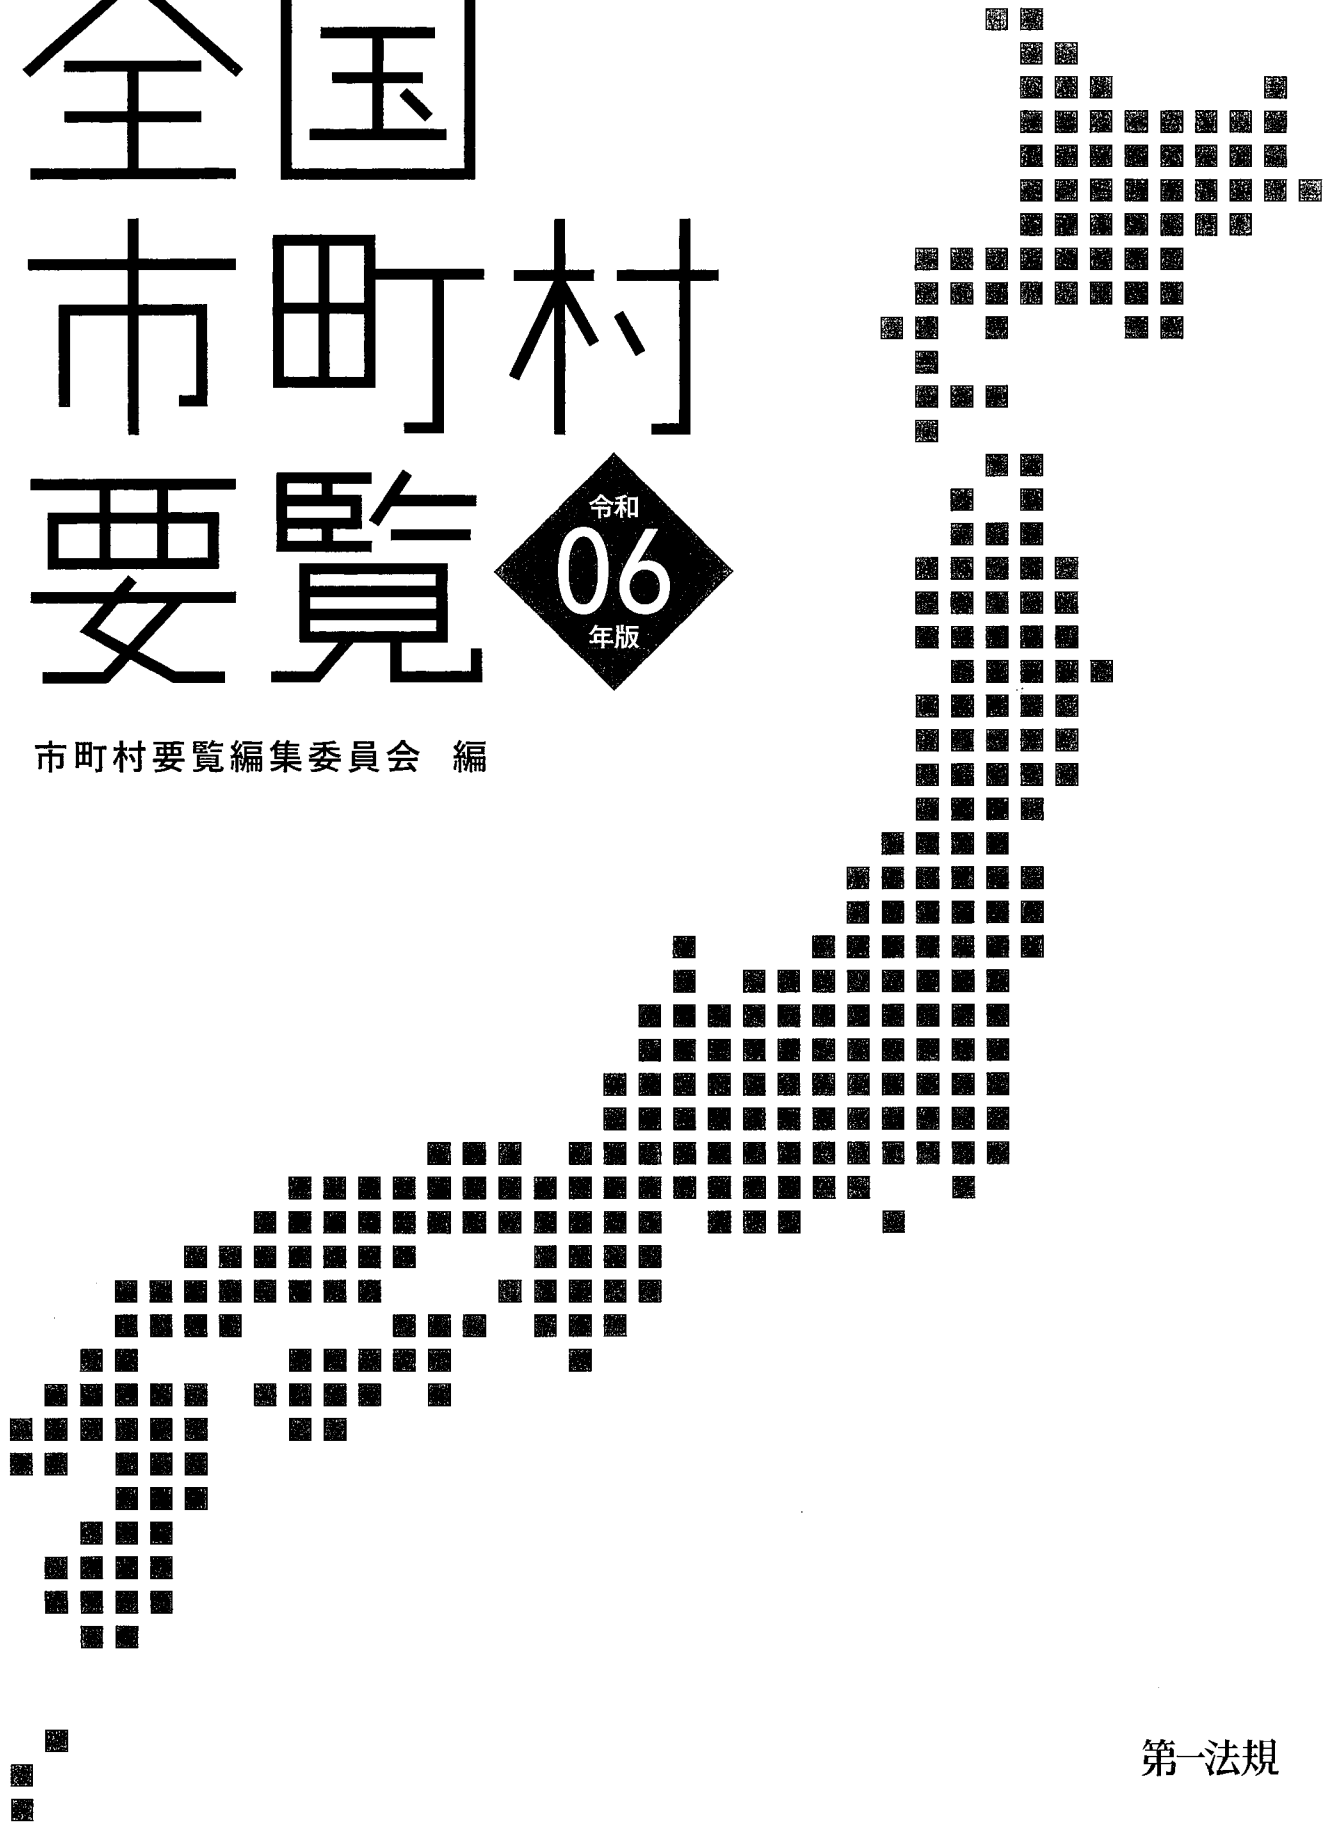 全国
市町村
要覧
令和
06
年版
市町村要覧編集委員会 編
第一法規